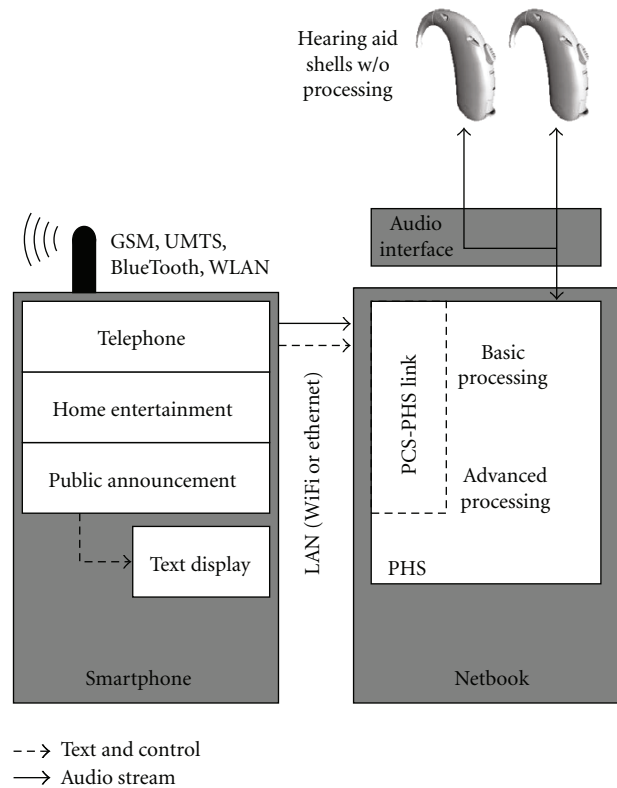 Hearing aid
shells w/o
processing
Audio
interface
GSM, UMTS,
BlueTooth, WLAN
Telephone
Home entertainment
Public announcement
Text display
Smartphone
LAN (WiFi or ethernet)
PCS-PHS link
Basic
processing
Advanced
processing
PHS
Netbook
Text and control
Audio stream